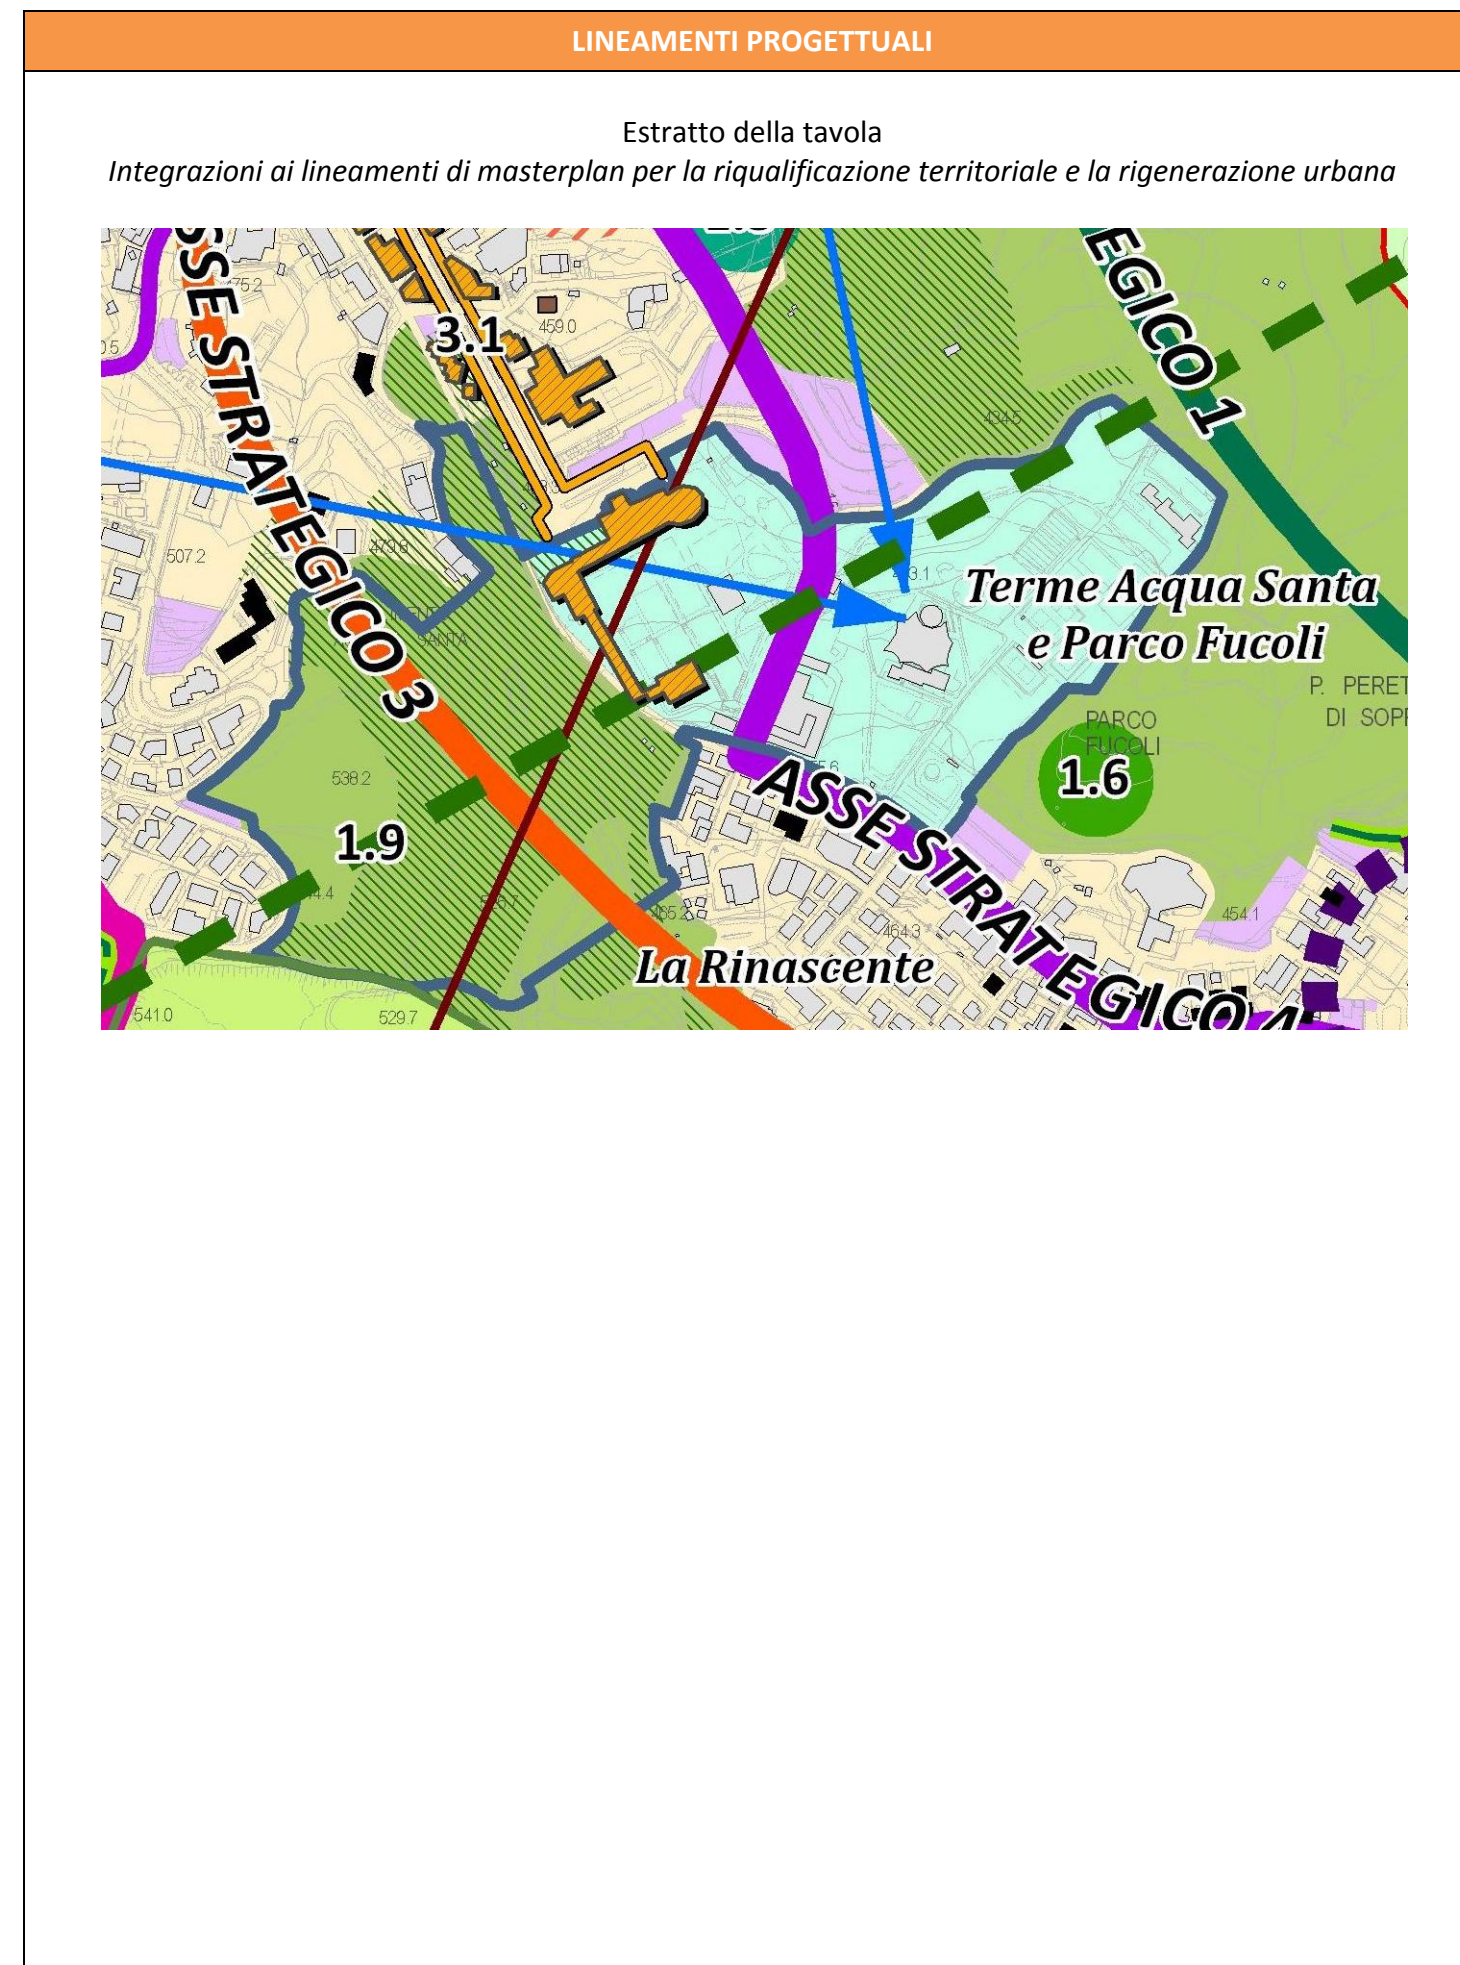 LINEAMENTI PROGETTUALI
Estratto della tavola
Integrazioni ai lineamenti di masterplan per la riqualificazione territoriale e la rigenerazione urbana
SSE STRATEGICO 3
EGICO 1
3.1
459.0
434.5
507.2
479.8
SANTA
Terme Acqua Santa
e Parco Fucoli
P. PERET
DI SOPR
PARCO
FUCOLI
1.6
538.2
1.9
ASSE STRATEGICO 4
La Rinascente
464.3
454.1
541.0
529.7